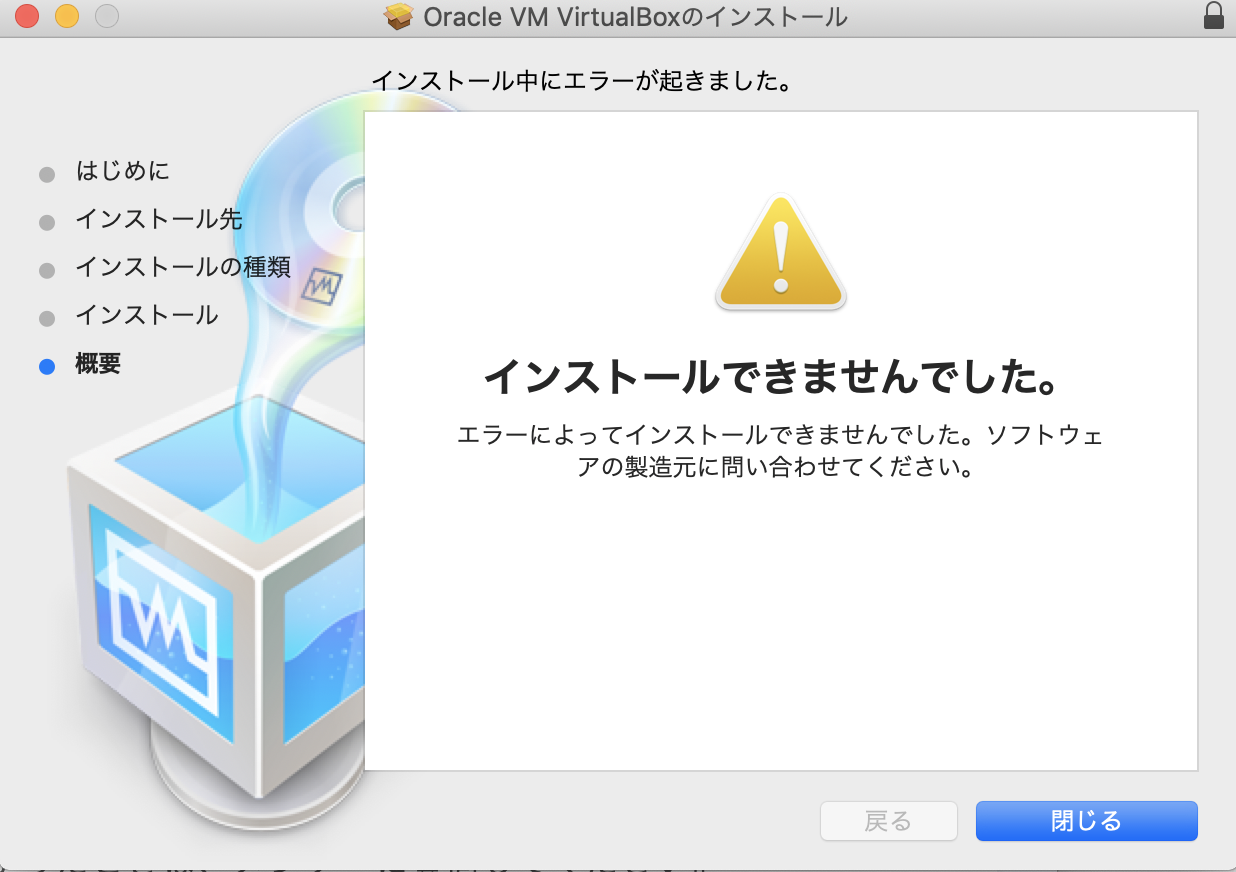 Oracle VM VirtualBoxのインストール
インストール中にエラーが起きました。
はじめに
インストール先
インストールの種類
インストール
概要
インストールできませんでした。
エラーによってインストールできませんでした。ソフトウェ
アの製造元に問い合わせてください。
戻る
閉じる